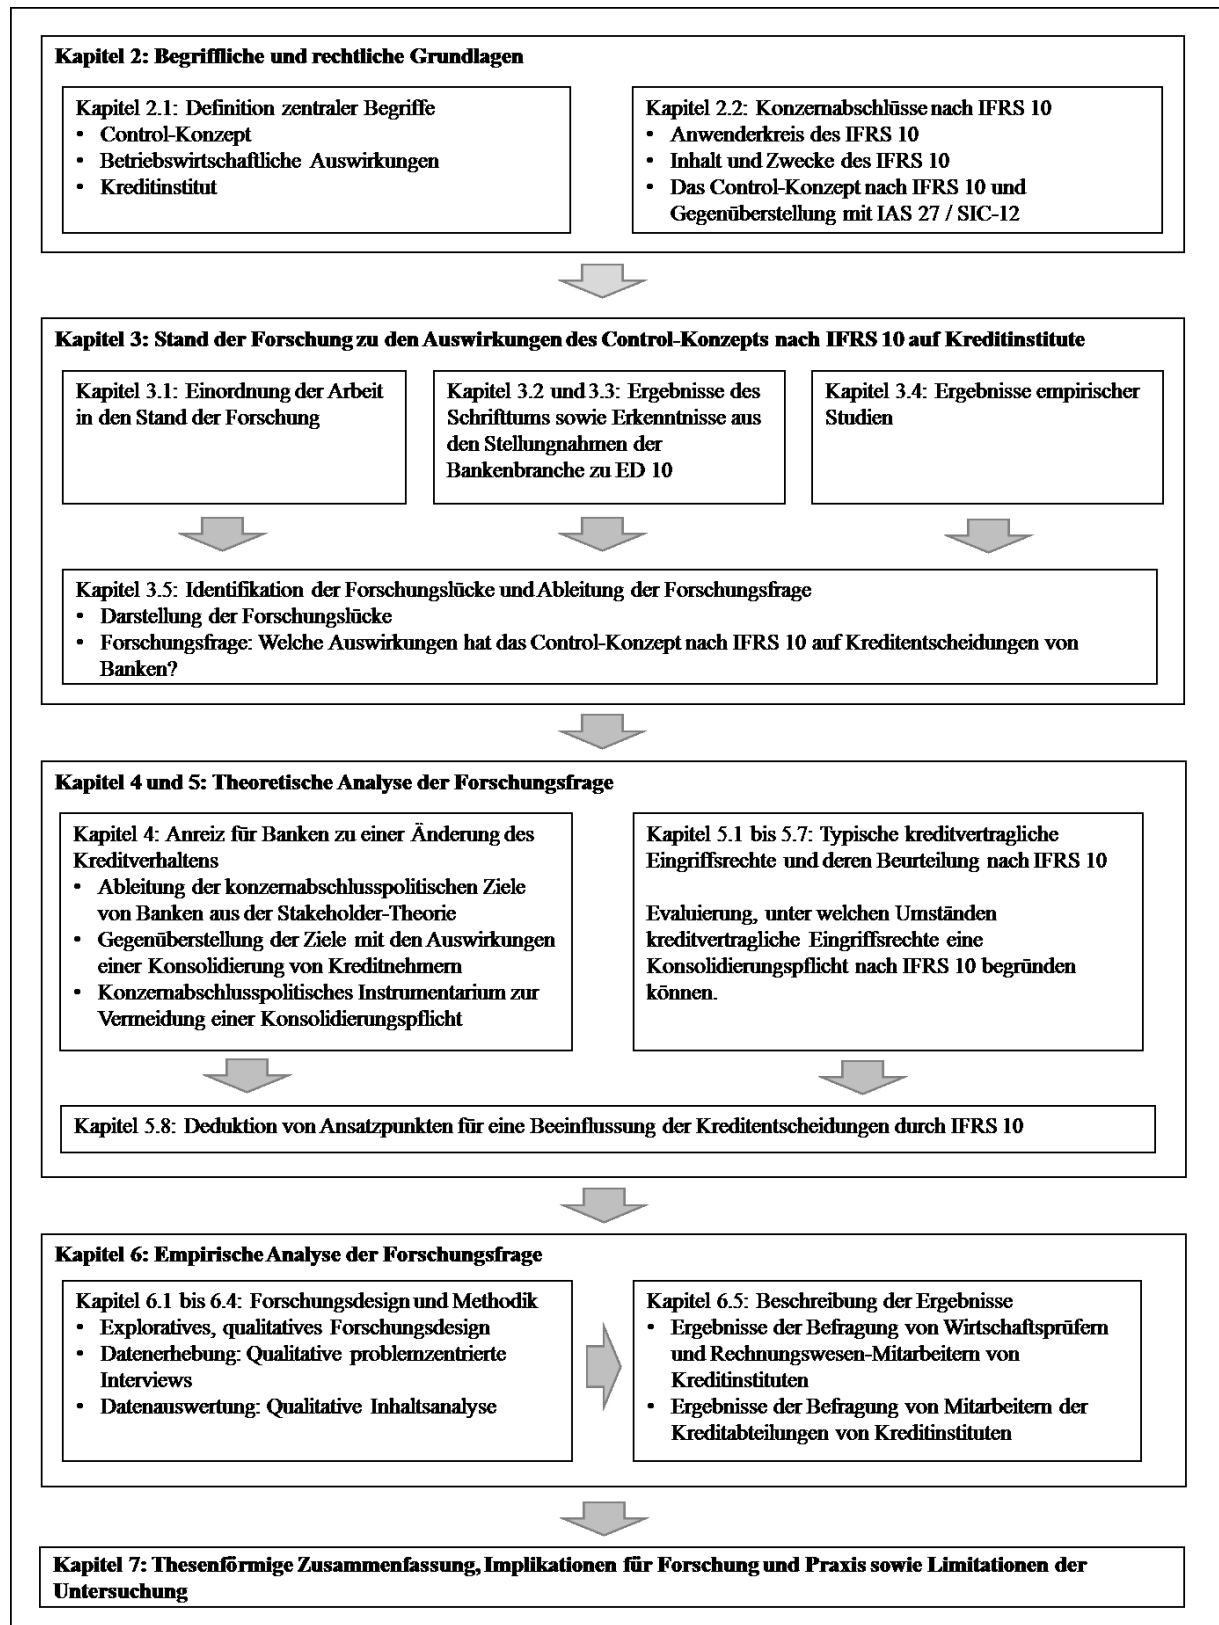 Kapitel 2: Begriffliche und rechtliche Grundlagen
Kapitel 2.1: Definition zentraler Begriffe
• Control-Konzept
• Betriebswirtschaftliche Auswirkungen
• Kreditinstitut
Kapitel 2.2: Konzernabschlüsse nach IFRS 10
• Anwenderkreis des IFRS 10
• Inhalt und Zwecke des IFRS 10
• Das Control-Konzept nach IFRS 10 und
Gegenüberstellung mit IAS 27 / SIC-12
Kapitel 3: Stand der Forschung zu den Auswirkungen des Control-Konzepts nach IFRS 10 auf Kreditinstitute
Kapitel 3.1: Einordnung der Arbeit
in den Stand der Forschung
Kapitel 3.2 und 3.3: Ergebnisse des
Schrifttums sowie Erkenntnisse aus
den Stellungnahmen der
Bankenbranche zu ED 10
Kapitel 3.4: Ergebnisse empirischer
Studien
Kapitel 3.5: Identifikation der Forschungslücke und Ableitung der Forschungsfrage
• Darstellung der Forschungslücke
• Forschungsfrage: Welche Auswirkungen hat das Control-Konzept nach IFRS 10 auf Kreditentscheidungen von
Banken?
Kapitel 4 und 5: Theoretische Analyse der Forschungsfrage
Kapitel 4: Anreiz für Banken zu einer Änderung des
Kreditverhaltens
• Ableitung der konzernabschlusspolitischen Ziele
von Banken aus der Stakeholder-Theorie
• Gegenüberstellung der Ziele mit den Auswirkungen
einer Konsolidierung von Kreditnehmern
• Konzernabschlusspolitisches Instrumentarium zur
Vermeidung einer Konsolidierungspflicht
Kapitel 5.1 bis 5.7: Typische kreditvertragliche
Eingriffsrechte und deren Beurteilung nach IFRS 10
Evaluierung, unter welchen Umständen
kreditvertragliche Eingriffsrechte eine
Konsolidierungspflicht nach IFRS 10 begründen
können.
Kapitel 5.8: Deduktion von Ansatzpunkten für eine Beeinflussung der Kreditentscheidungen durch IFRS 10
Kapitel 6: Empirische Analyse der Forschungsfrage
Kapitel 6.1 bis 6.4: Forschungsdesign und Methodik
• Exploratives, qualitatives Forschungsdesign
• Datenerhebung: Qualitative problemzentrierte
Interviews
• Datenauswertung: Qualitative Inhaltsanalyse
Kapitel 6.5: Beschreibung der Ergebnisse
• Ergebnisse der Befragung von Wirtschaftsprüfern
und Rechnungswesen-Mitarbeitern von
Kreditinstituten
• Ergebnisse der Befragung von Mitarbeitern der
Kreditabteilungen von Kreditinstituten
Kapitel 7: Thesenförmige Zusammenfassung, Implikationen für Forschung und Praxis sowie Limitationen der
Untersuchung